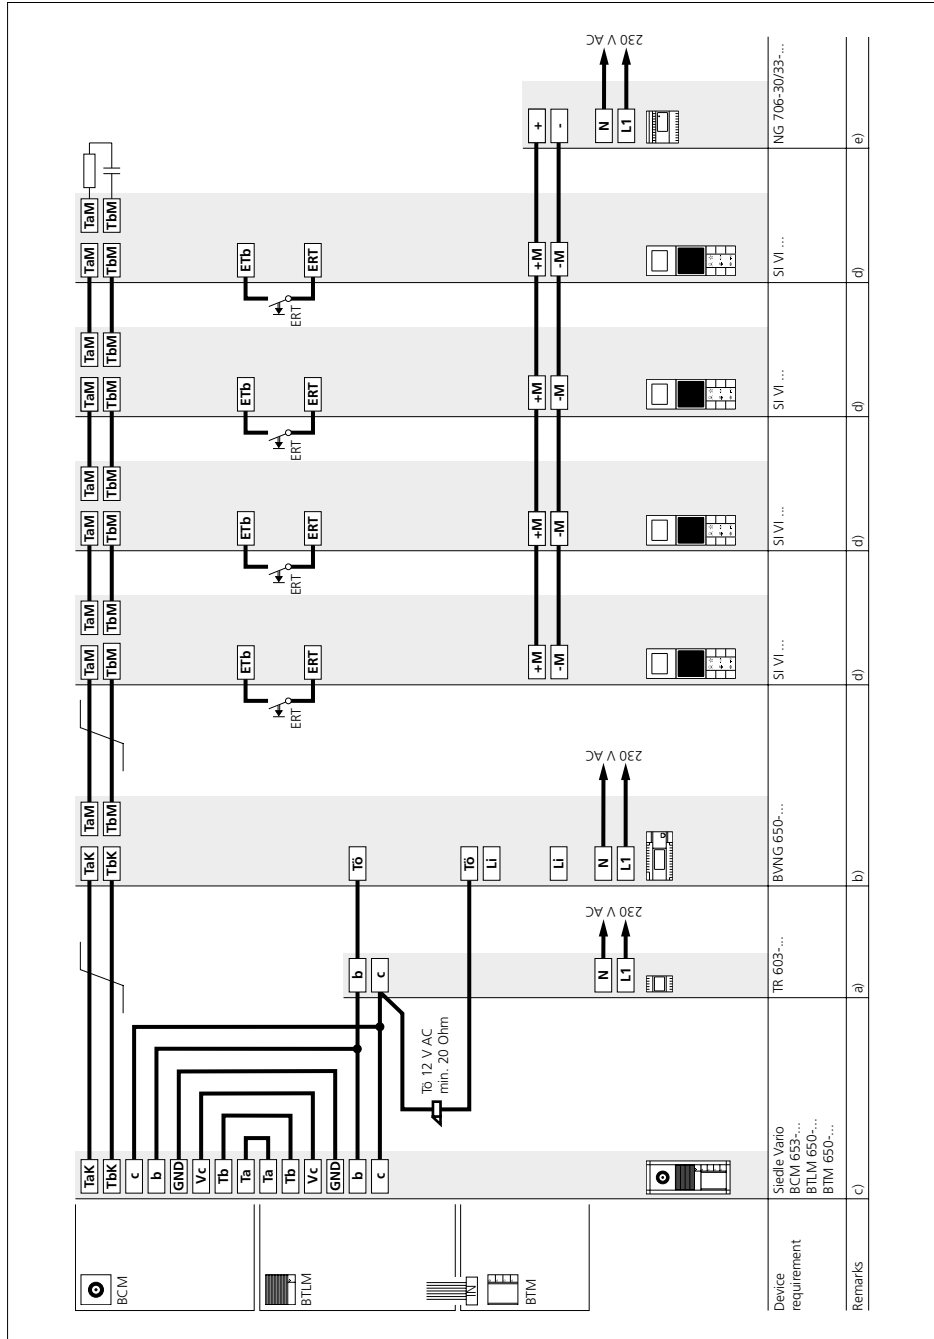 TaK TaK TaM TaM TaM TaM TaM TaM TaM TaM TaM
TbK TbK TbM TbM TbM TbM TbM TbM TbM TbM TbM
BCM
c
b
GND
Vc
Tb
Ta ETb ETb ETb ETb
Ta
Tb ERT ERT ERT ERT
BTLM
Vc ERT ERT ERT ERT
GND
b b Tö
c c
Tö 12 V AC
min. 20 Ohm
IN Tö
Li
BTM
+M +M +M +M +
Li -M -M -M -M -
N N N
230 V AC 230 V AC 230 V AC
L1 L1 L1
Device
requirement
Siedle Vario
BCM 653-...
BTLM 650-...
BTM 650-...
TR 603-...
BVNG 650-...
SI VI ...
SI VI ...
SI VI ...
SI VI ...
NG 706-30/33-...
Remarks c) a) b) d) d) d) d) e)